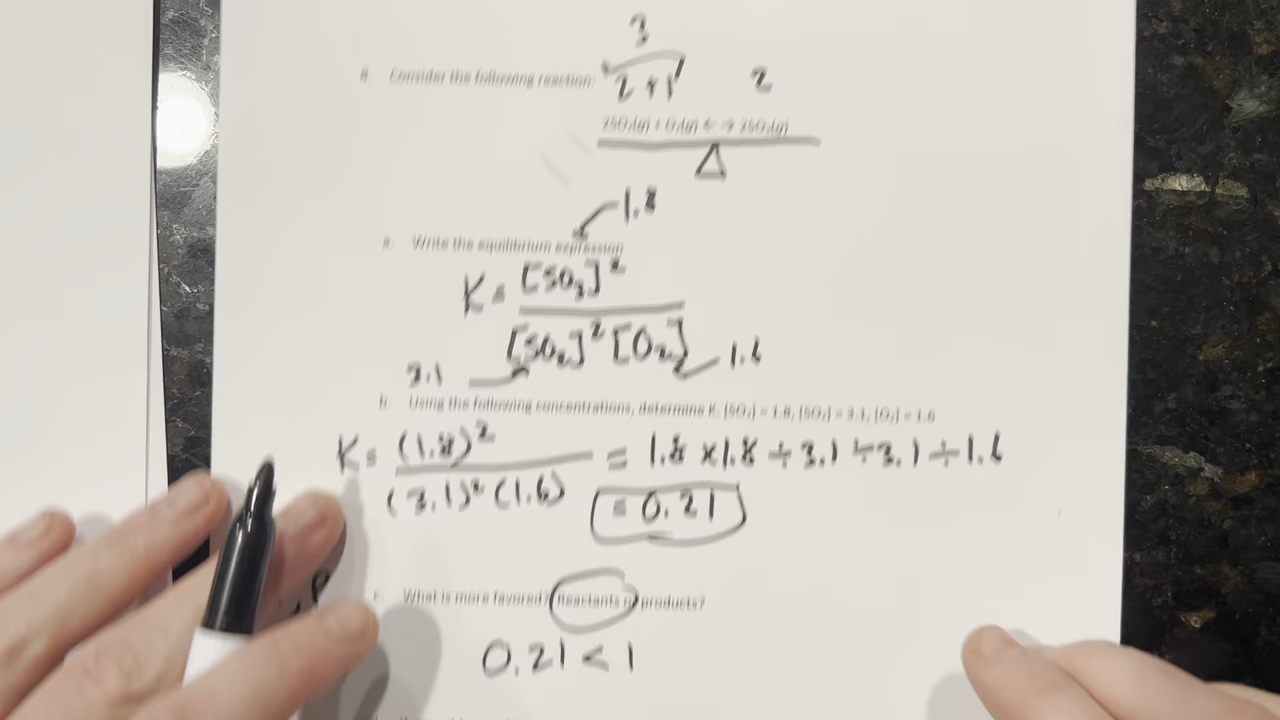 3
8. Consider the following reaction:
2 + 1 2
2SO₂(g) + O₂(g) ← → 2SO₃(g)
1.8
a. Write the equilibrium expression
K = [SO₃]²
[SO₂]² [O₂]
1.6
3.1
b. Using the following concentrations, determine K. [SO₃] = 1.8, [SO₂] = 3.1, [O₂] = 1.6
K = (1.8)² = 1.8 x 1.8 ÷ 3.1 ÷ 3.1 ÷ 1.6
(3.1)² (1.6) = 0.21
c. What is more favored? Reactants or products?
0.21 < 1